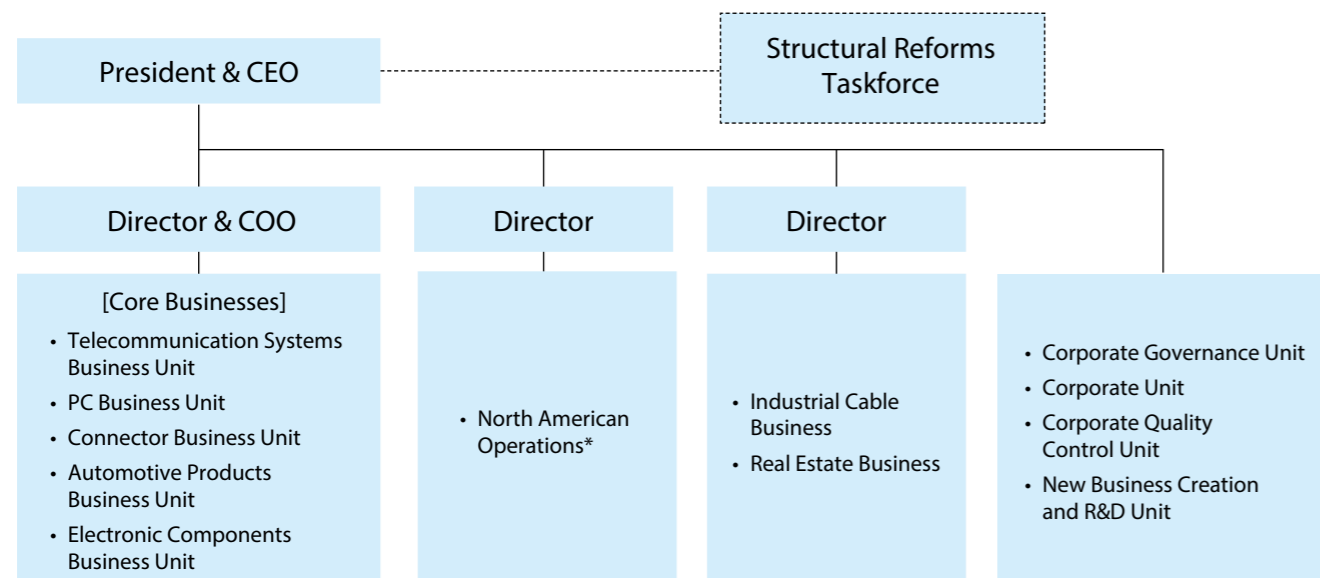 President & CEO
Structural Reforms
Taskforce
Director & COO
Director
Director
[Core Businesses]
• Telecommunication Systems
Business Unit
• PC Business Unit
• Connector Business Unit
• Automotive Products
Business Unit
• Electronic Components
Business Unit
• North American
Operations*
• Industrial Cable
Business
• Real Estate Business
• Corporate Governance Unit
• Corporate Unit
• Corporate Quality
Control Unit
• New Business Creation
and R&D Unit